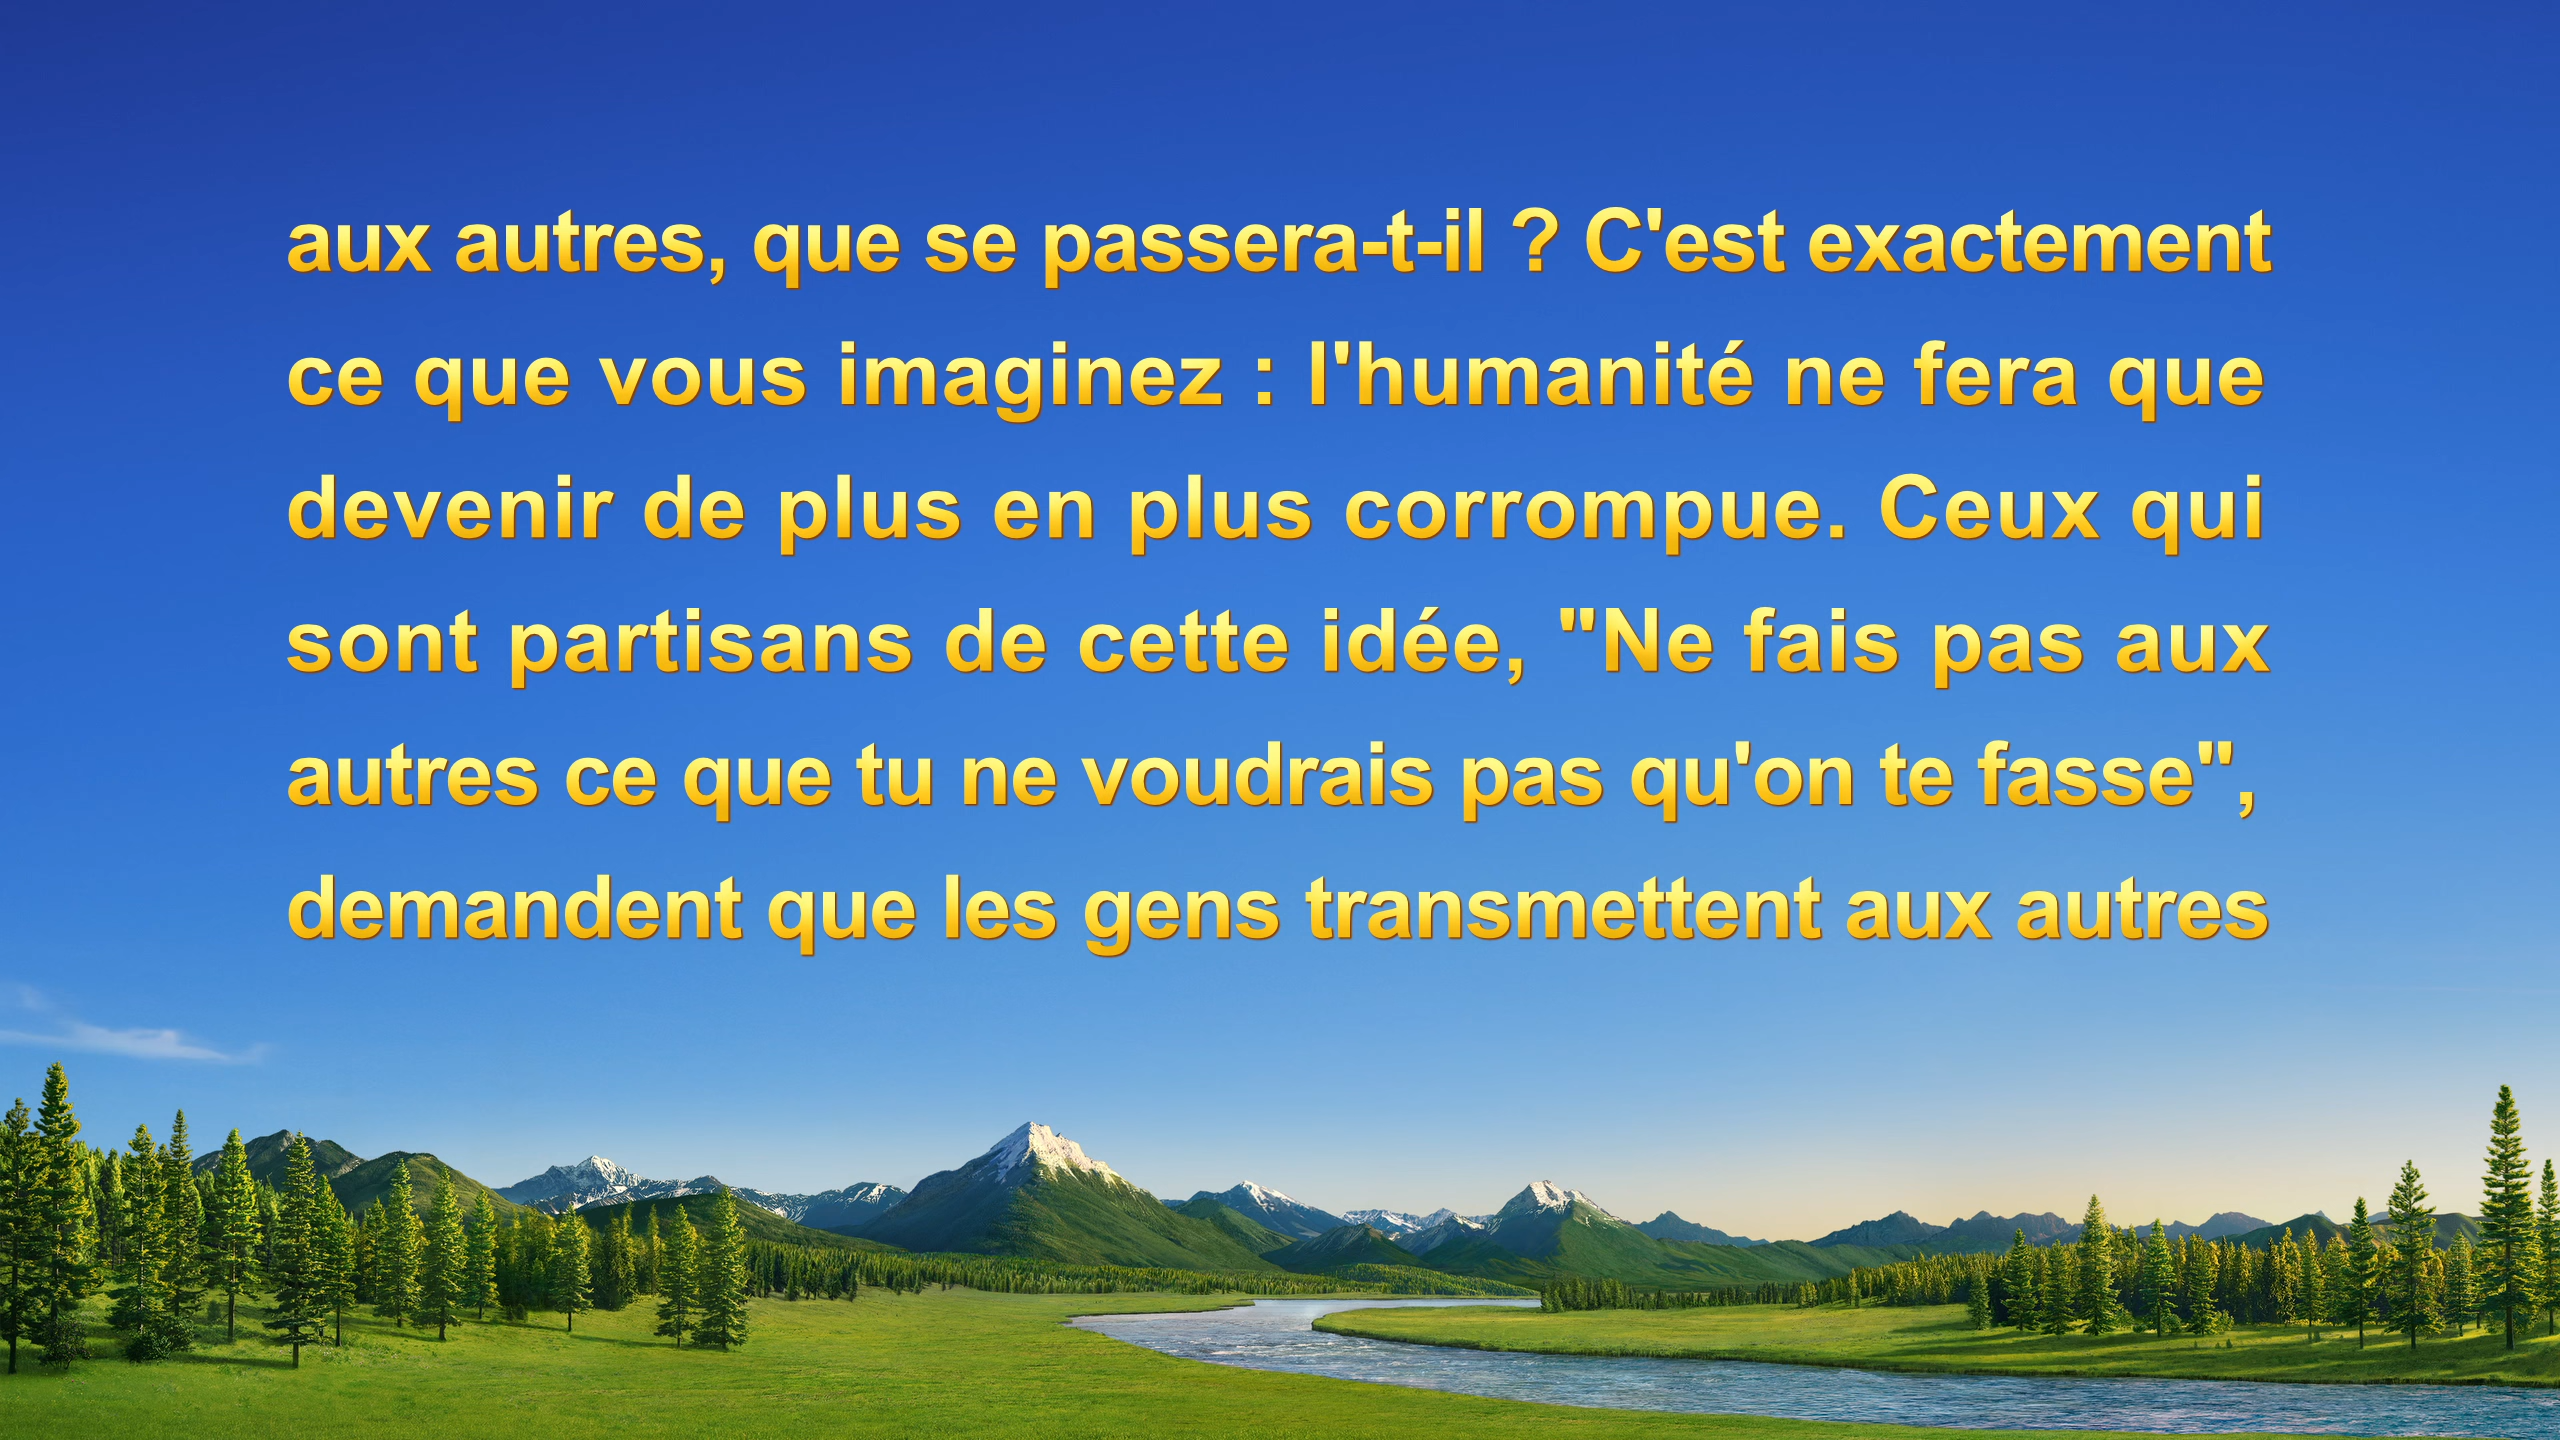 aux autres, que se passera-t-il ? C'est exactement
ce que vous imaginez : l'humanité ne fera que
devenir de plus en plus corrompue. Ceux qui
sont partisans de cette idée, "Ne fais pas aux
autres ce que tu ne voudrais pas qu'on te fasse",
demandent que les gens transmettent aux autres